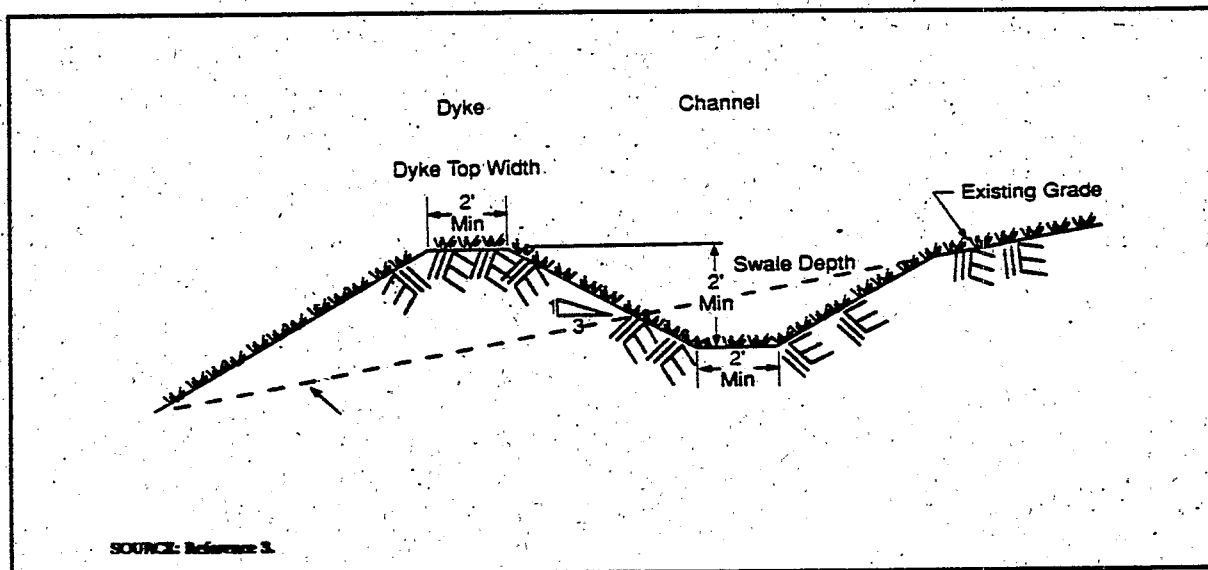 Dyke
Channel
Dyke Top Width
2'
Min
Existing Grade
Swale Depth
2'
Min
1
3
2'
Min
SOURCE: Reference 3.